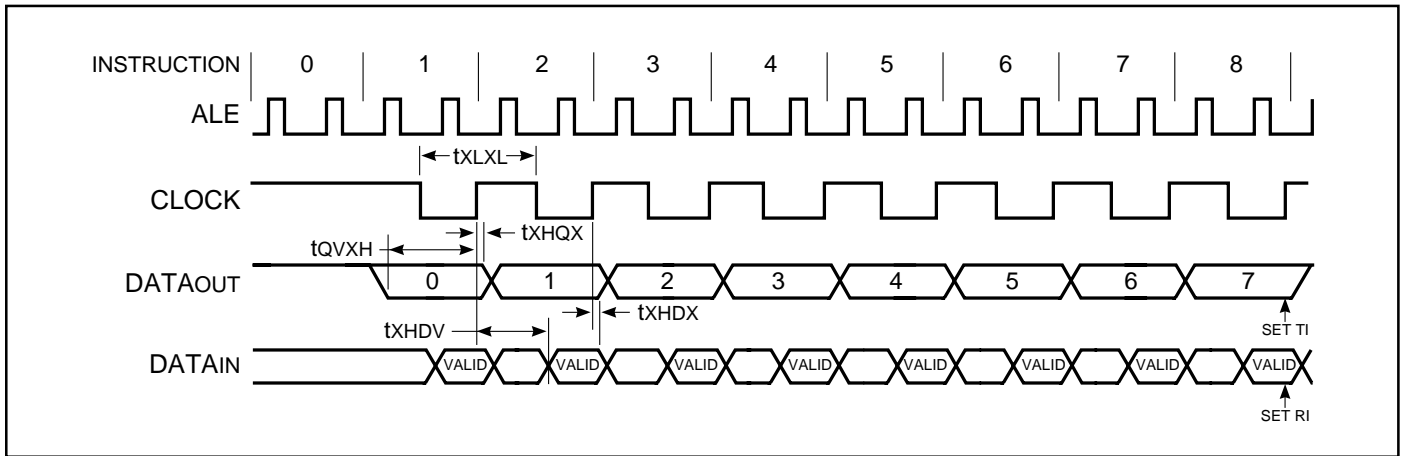 INSTRUCTION 0 1 2 3 4 5 6 7 8
ALE
tXLXL
CLOCK
tXHQX
tQVXH
DATAOUT 0 1 2 3 4 5 6 7
tXHDX
SET TI
tXHDV
DATAIN VALID VALID VALID VALID VALID VALID VALID VALID
SET RI